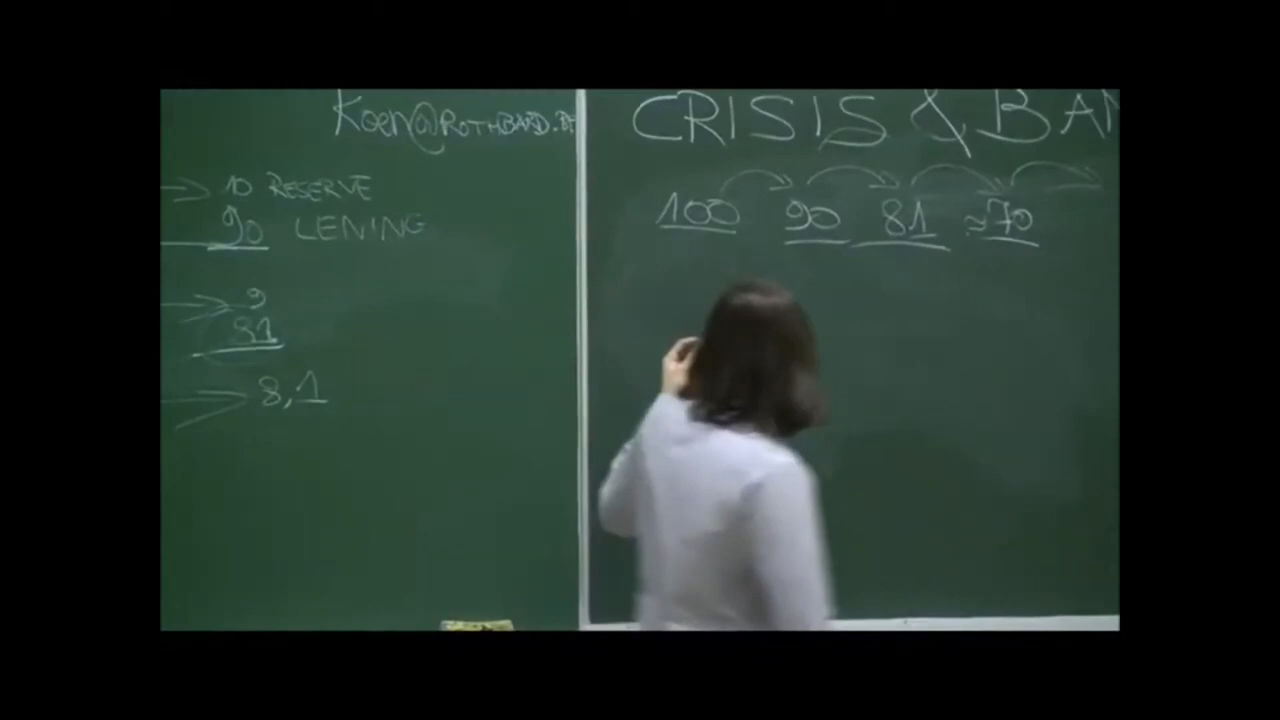 Koen@ROTHBARD.BE
10 RESERVE
90 LENING
9
81
8,1
CRISIS & BAN
100 90 81 ≈70